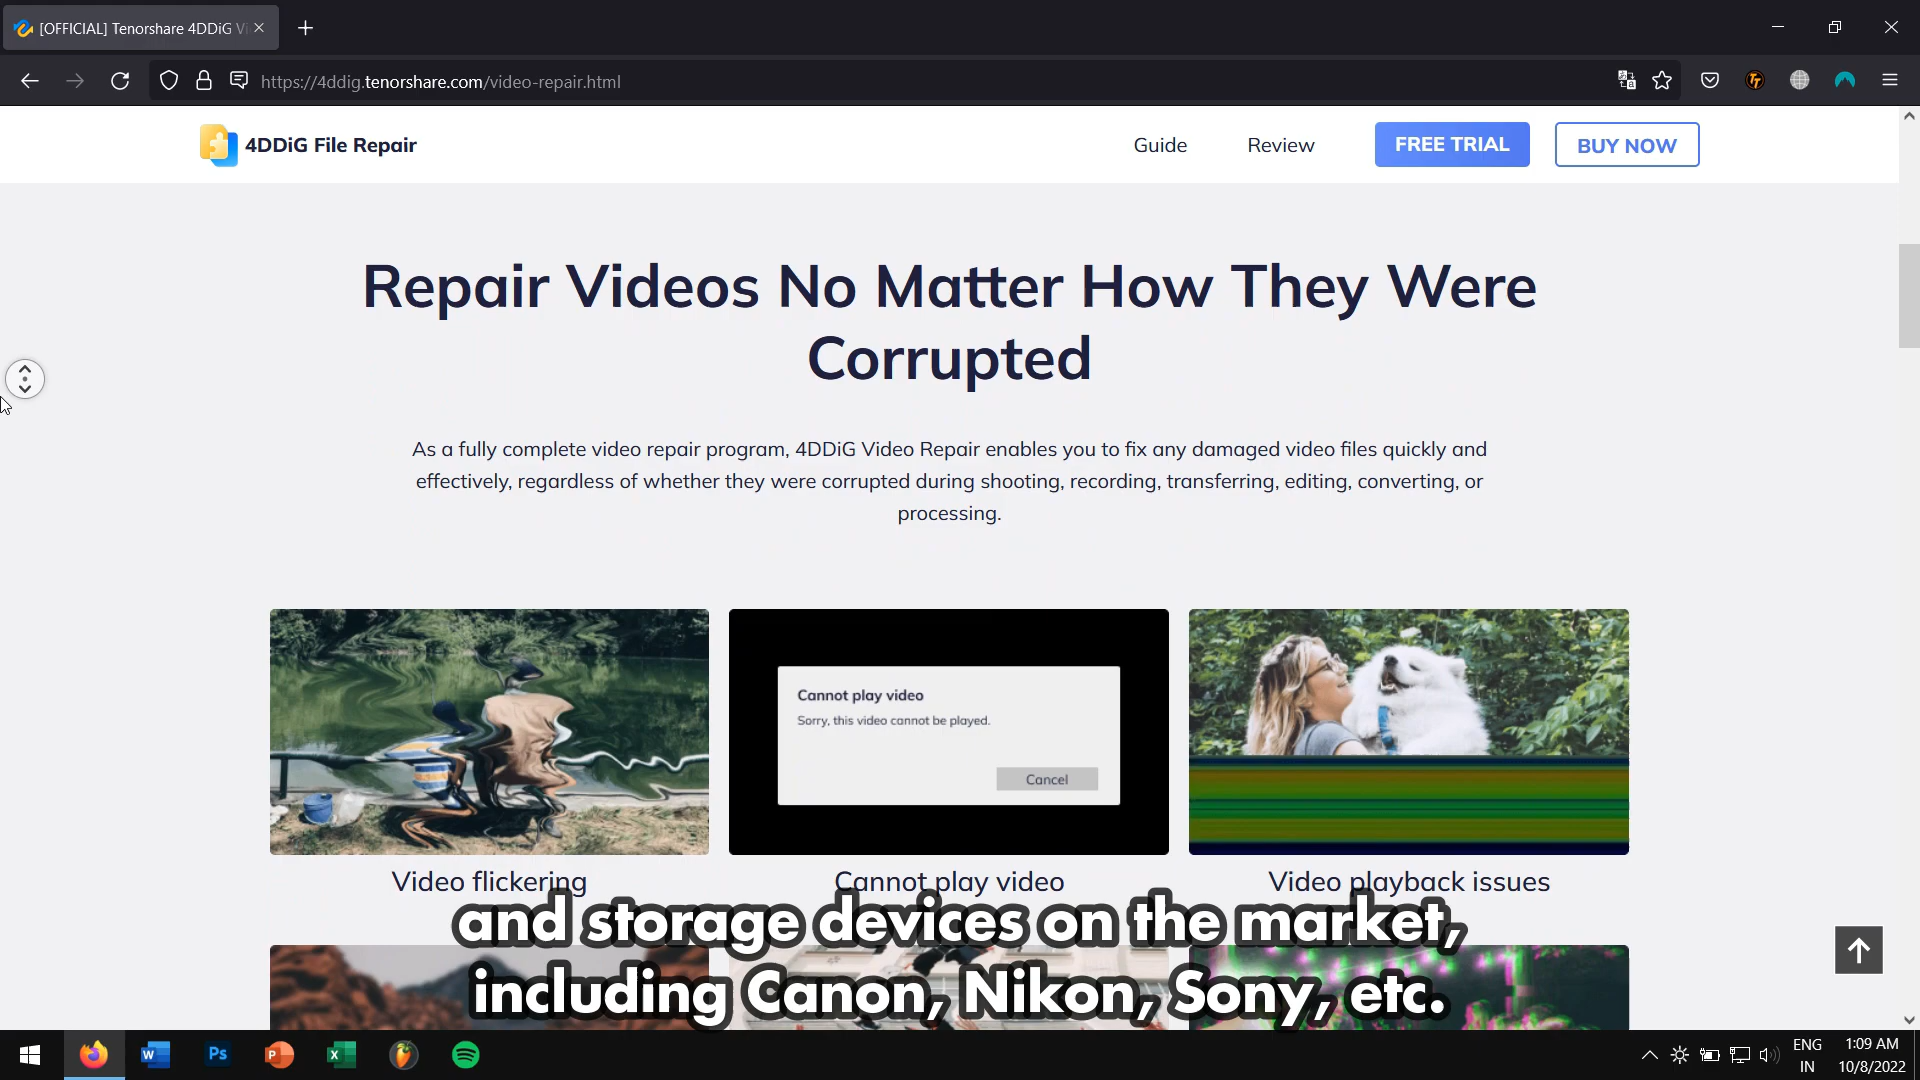 [OFFICIAL] Tenorshare 4DDiG Vi
https://4ddig.tenorshare.com/video-repair.html
4DDiG File Repair
Guide
Review
FREE TRIAL
BUY NOW
Repair Videos No Matter How They Were
Corrupted
As a fully complete video repair program, 4DDiG Video Repair enables you to fix any damaged video files quickly and
effectively, regardless of whether they were corrupted during shooting, recording, transferring, editing, converting, or
processing.
Cannot play video
Sorry, this video cannot be played.
Cancel
Video flickering
Cannot play video
Video playback issues
and storage devices on the market,
including Canon, Nikon, Sony, etc.
ENG
IN
1:09 AM
10/8/2022